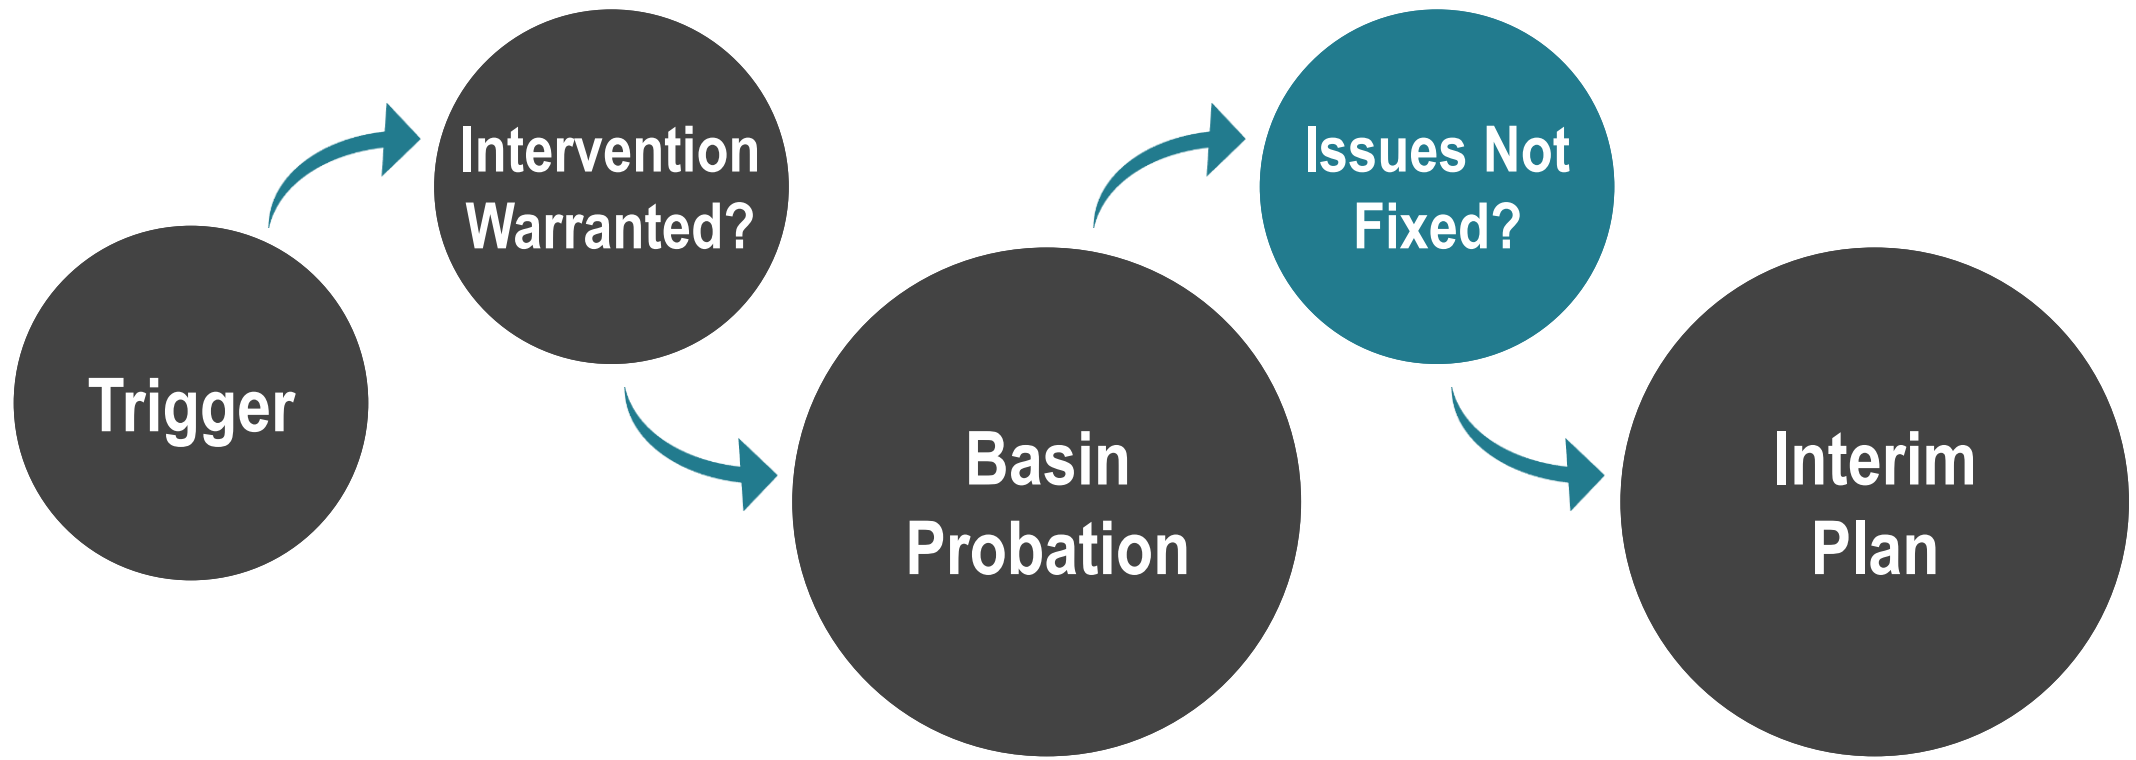 Trigger
Intervention
Warranted?
Basin
Probation
Issues Not
Fixed?
Interim
Plan